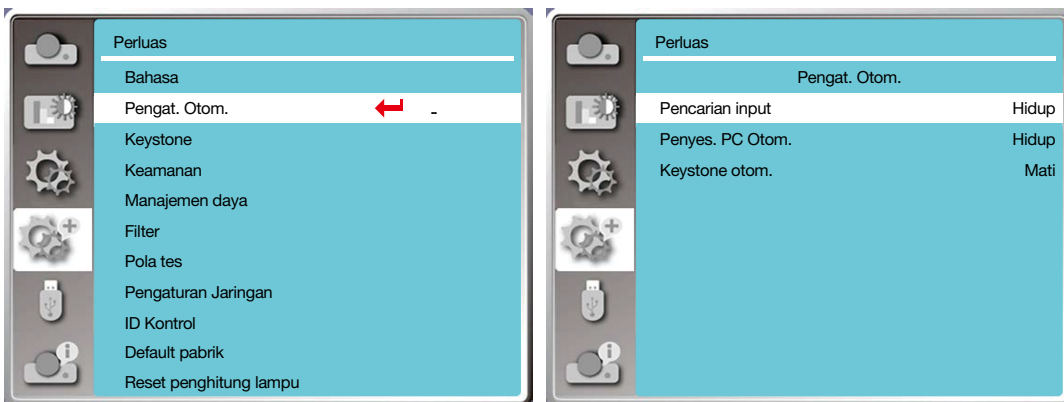 Perluas
Bahasa
Pengat. Otom. -
Keystone
Keamanan
Manajemen daya
Filter
Pola tes
Pengaturan Jaringan
ID Kontrol
Default pabrik
Reset penghitung lampu
Perluas
Pengat. Otom.
Pencarian input Hidup
Penyes. PC Otom. Hidup
Keystone otom. Mati